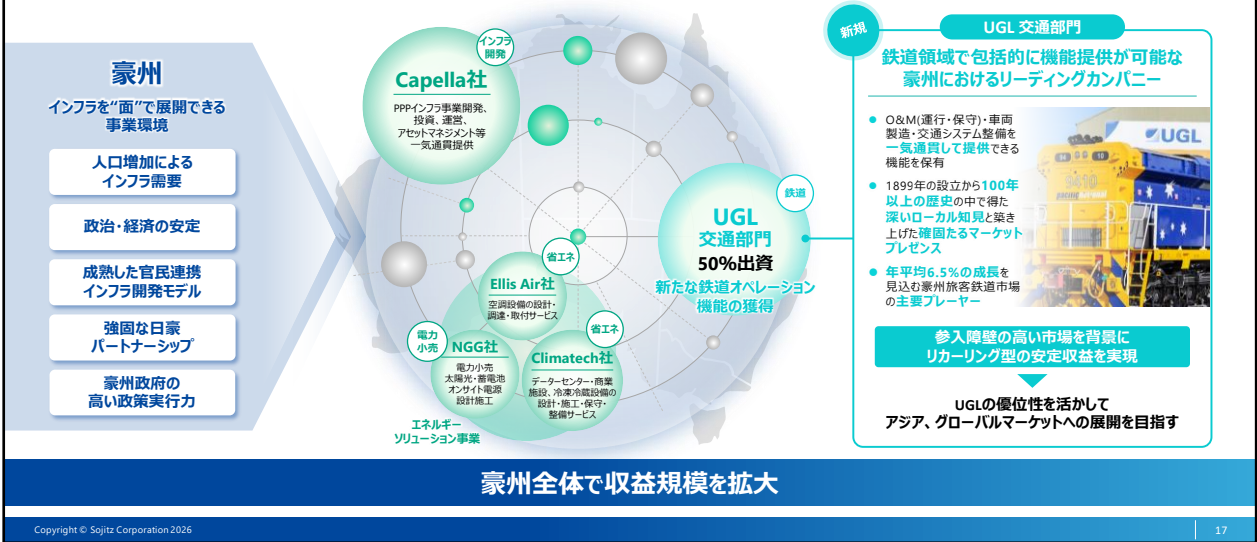 豪州
インフラを“面”で展開できる
事業環境
人口増加による
インフラ需要
政治・経済の安定
成熟した官民連携
インフラ開発モデル
強固な日豪
パートナーシップ
豪州政府の
高い政策実行力
インフラ
開発
Capella社
PPPインフラ事業開発、
投資、運営、
アセットマネジメント等
一気通貫提供
鉄道
UGL
交通部門
50%出資
新たな鉄道オペレーション
機能の獲得
省エネ
Ellis Air社
空調設備の設計・
調達・取付サービス
電力
小売
NGG社
電力小売
太陽光・蓄電池
オンサイト電源
設計施工
省エネ
Climatech社
データーセンター・商業
施設、冷凍冷蔵設備の
設計・施工・保守・
整備サービス
エネルギー
ソリューション事業
新規
UGL 交通部門
鉄道領域で包括的に機能提供が可能な
豪州におけるリーディングカンパニー
● O&M(運行・保守)・車両
製造・交通システム整備を
一気通貫して提供できる
機能を保有
● 1899年の設立から100年
以上の歴史の中で得た
深いローカル知見と築き
上げた確固たるマーケット
プレゼンス
● 年平均6.5%の成長を
見込む豪州旅客鉄道市場
の主要プレーヤー
UGL
9410
参入障壁の高い市場を背景に
リカーリング型の安定収益を実現
UGLの優位性を活かして
アジア、グローバルマーケットへの展開を目指す
豪州全体で収益規模を拡大
Copyright © Sojitz Corporation 2026
17